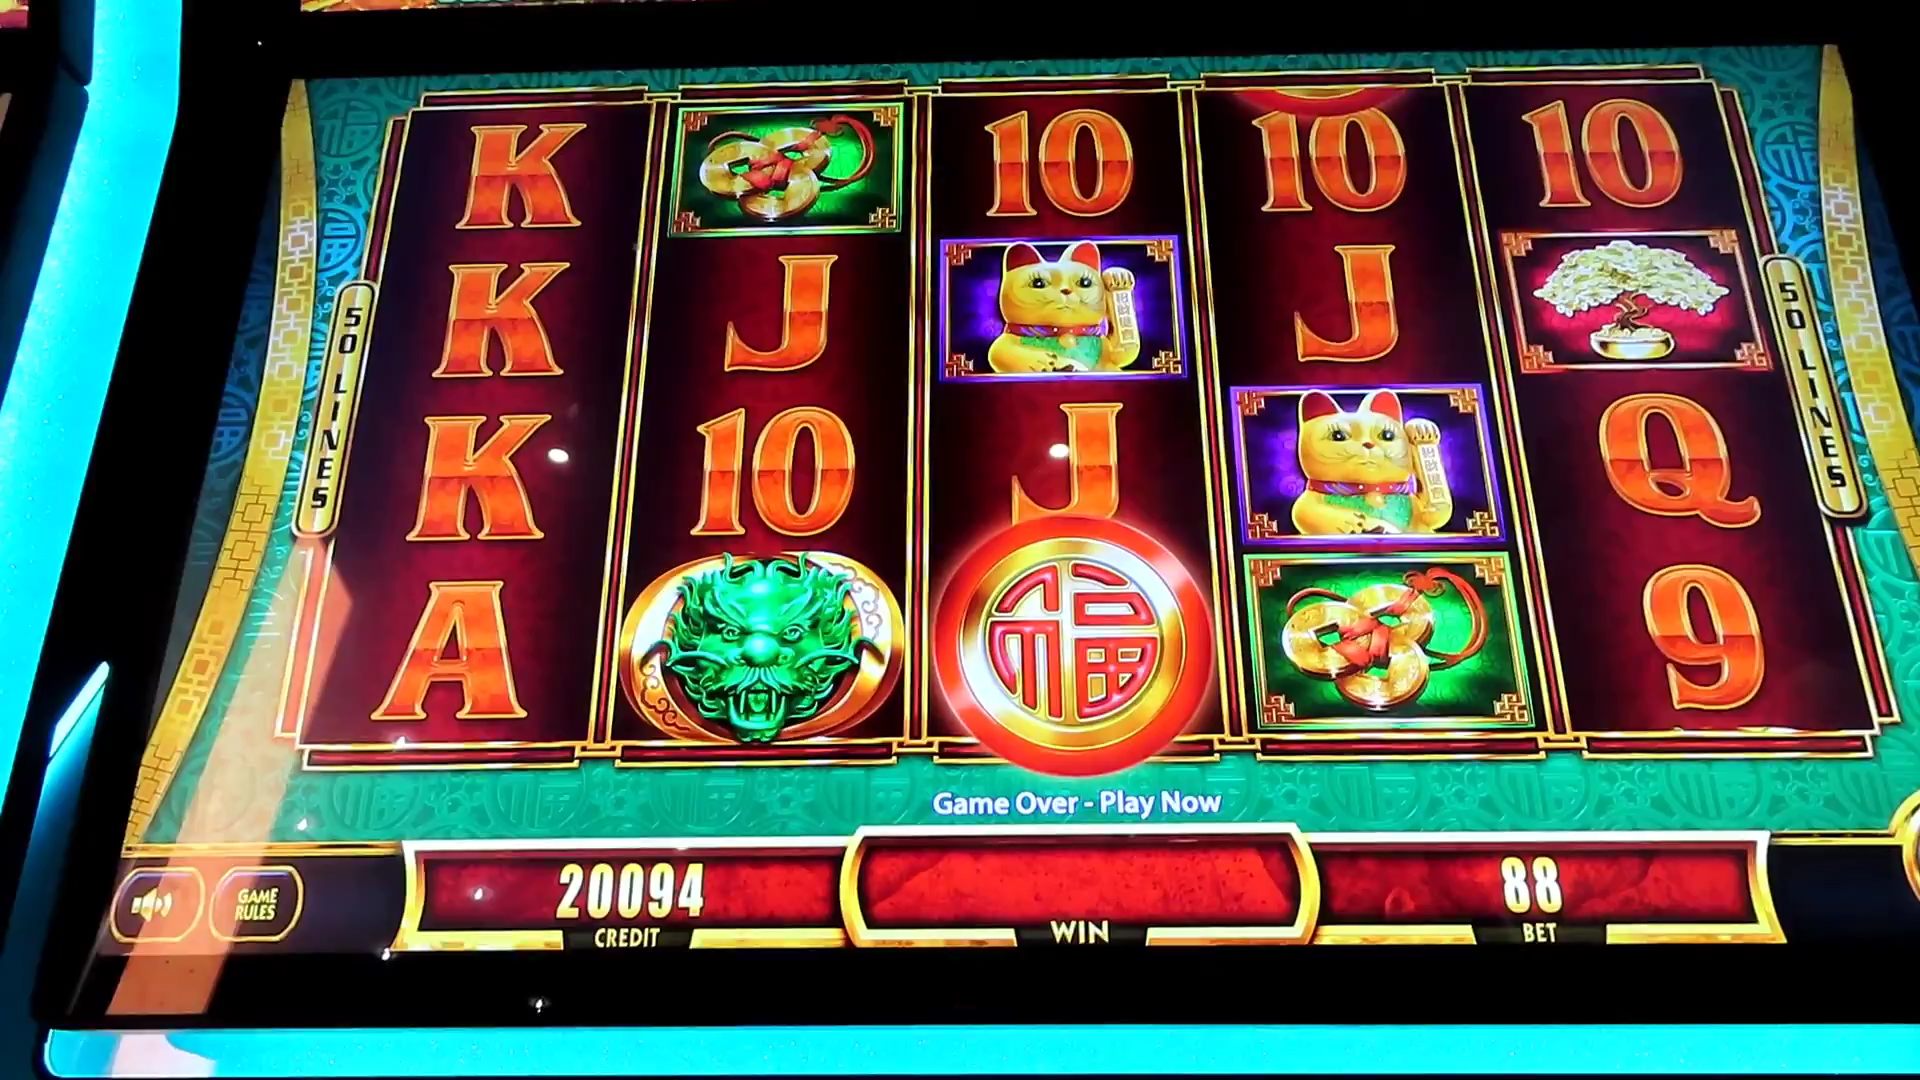 K 10 10 10
K J J
K 10 J Q
A 福 9
50 LINES
50 LINES
Game Over - Play Now
GAME RULES
20094 88
CREDIT WIN BET